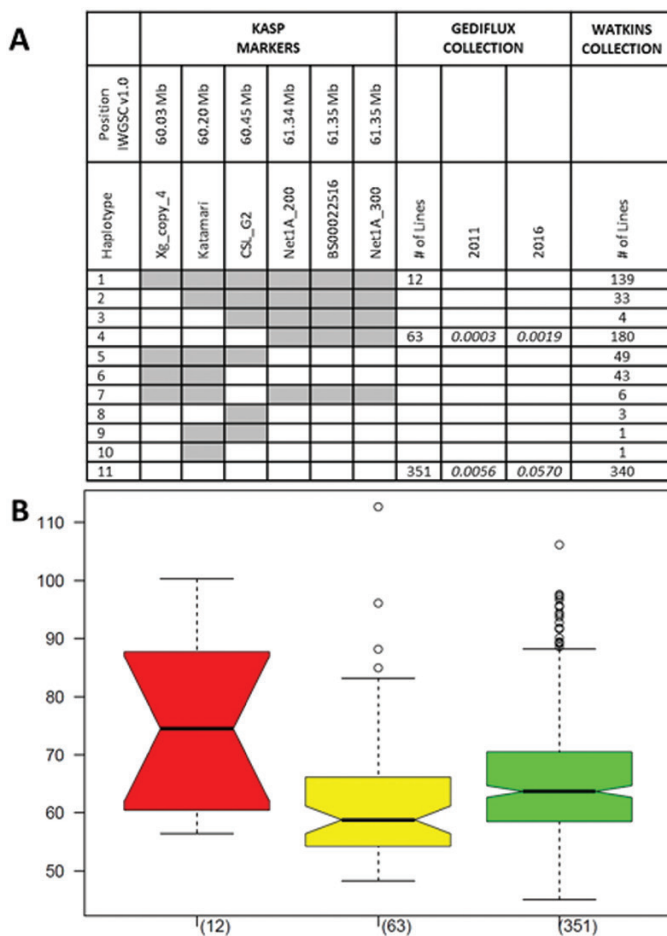 A
KASP MARKERS GEDIFLUX COLLECTION WATKINS COLLECTION
Position IWGSC v1.0 60.03 Mb 60.20 Mb 60.45 Mb 61.34 Mb 61.35 Mb 61.35 Mb
Haplotype Xg_copy_4 Katamari CSL_G2 Net1A_200 BS00022516 Net1A_300 # of Lines 2011 2016 # of Lines
1 12 139
2 33
3 4
4 63 0.0003 0.0019 180
5 49
6 43
7 6
8 3
9 1
10 1
11 351 0.0056 0.0570 340
B
110
100
90
80
70
60
50
(12) (63) (351)